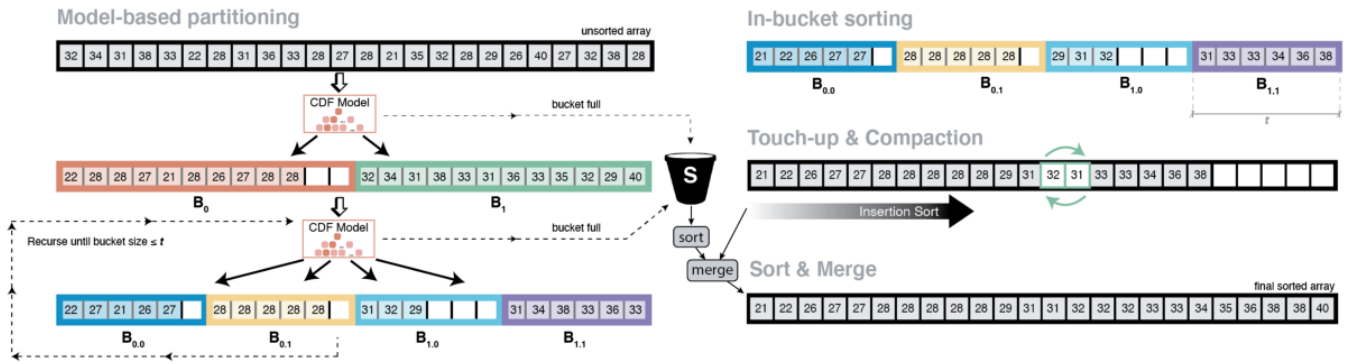 Model-based partitioning
unsorted array
32 34 31 38 33 22 28 31 36 33 28 27 28 21 35 32 28 29 26 40 27 32 38 28
CDF Model
bucket full
22 28 28 27 21 28 26 27 28 28 32 34 31 38 33 31 36 33 35 32 29 40
B0 B1
Recurse until bucket size ≤ t
CDF Model
bucket full
22 27 21 26 27 28 28 28 28 28 31 32 29 31 34 38 33 36 33
B0.0 B0.1 B1.0 B1.1
S
sort
merge
In-bucket sorting
21 22 26 27 27 28 28 28 28 28 29 31 32 31 33 33 34 36 38
B0.0 B0.1 B1.0 B1.1
t
Touch-up & Compaction
21 22 26 27 27 28 28 28 28 28 29 31 32 31 33 33 34 36 38
Insertion Sort
Sort & Merge
final sorted array
21 22 26 27 27 28 28 28 28 28 29 31 31 32 32 32 33 33 34 35 36 38 38 40